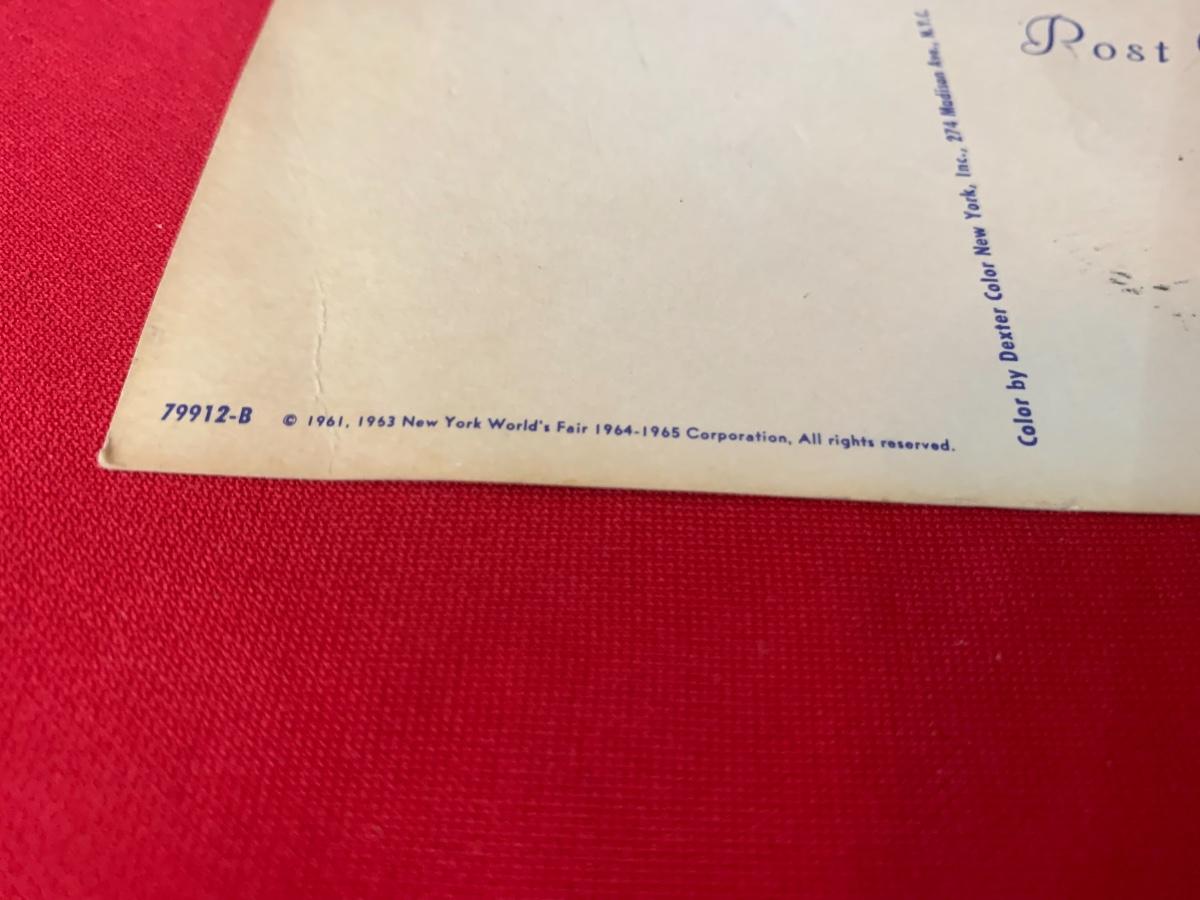 Post
Color by Dexter Color New York, Inc., 274 Madison Ave., N.Y.C.
79912-B © 1961, 1963 New York World's Fair 1964-1965 Corporation, All rights reserved.